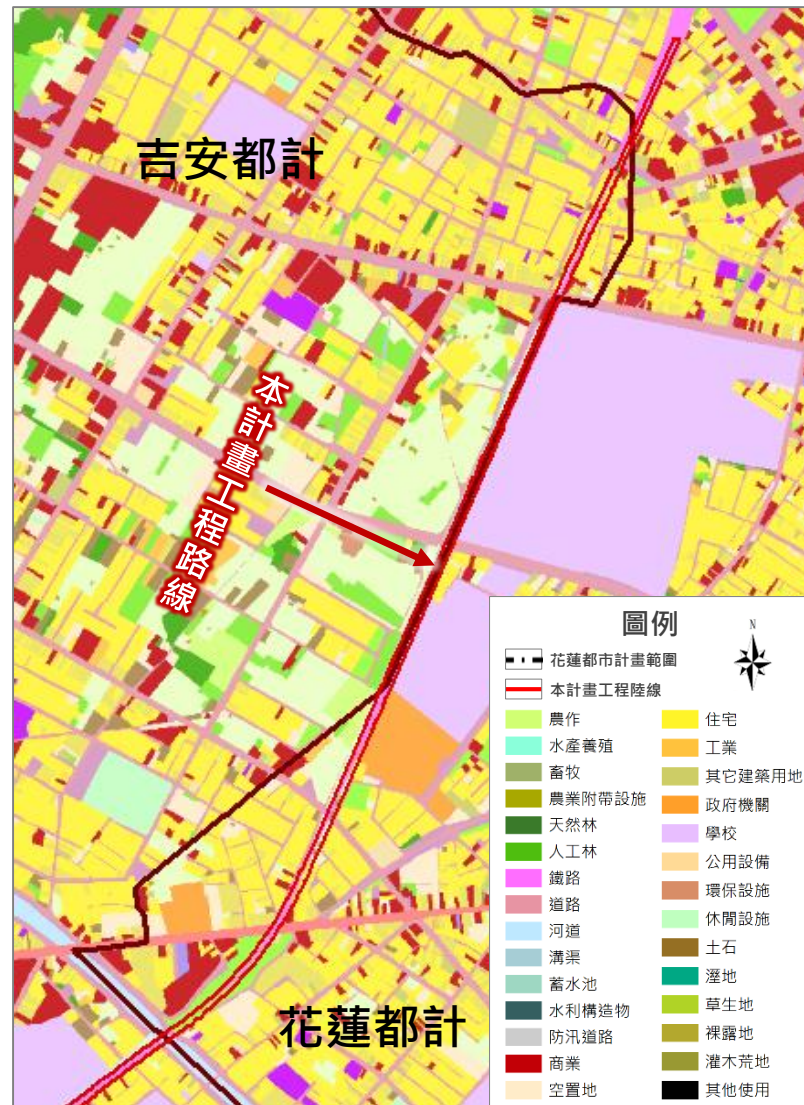 吉安都計
本計畫工程路線
花蓮都計
圖例
N
花蓮都市計畫範圍
本計畫工程陸線
農作
水產養殖
畜牧
農業附帶設施
天然林
人工林
鐵路
道路
河道
溝渠
蓄水池
水利構造物
防汛道路
商業
空置地
住宅
工業
其它建築用地
政府機關
學校
公用設備
環保設施
休閒設施
土石
溼地
草生地
裸露地
灌木荒地
其他使用